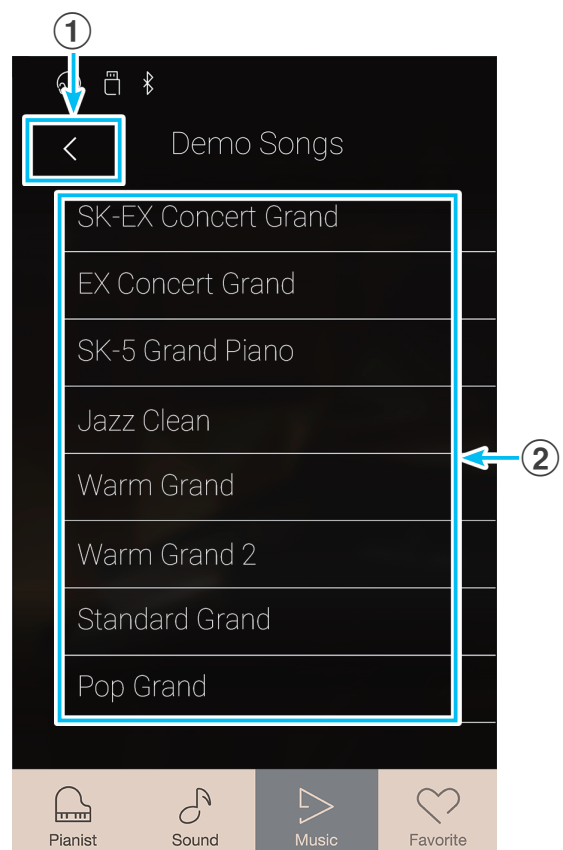 1
Demo Songs
SK-EX Concert Grand
EX Concert Grand
SK-5 Grand Piano
Jazz Clean
2
Warm Grand
Warm Grand 2
Standard Grand
Pop Grand
Pianist Sound Music Favorite